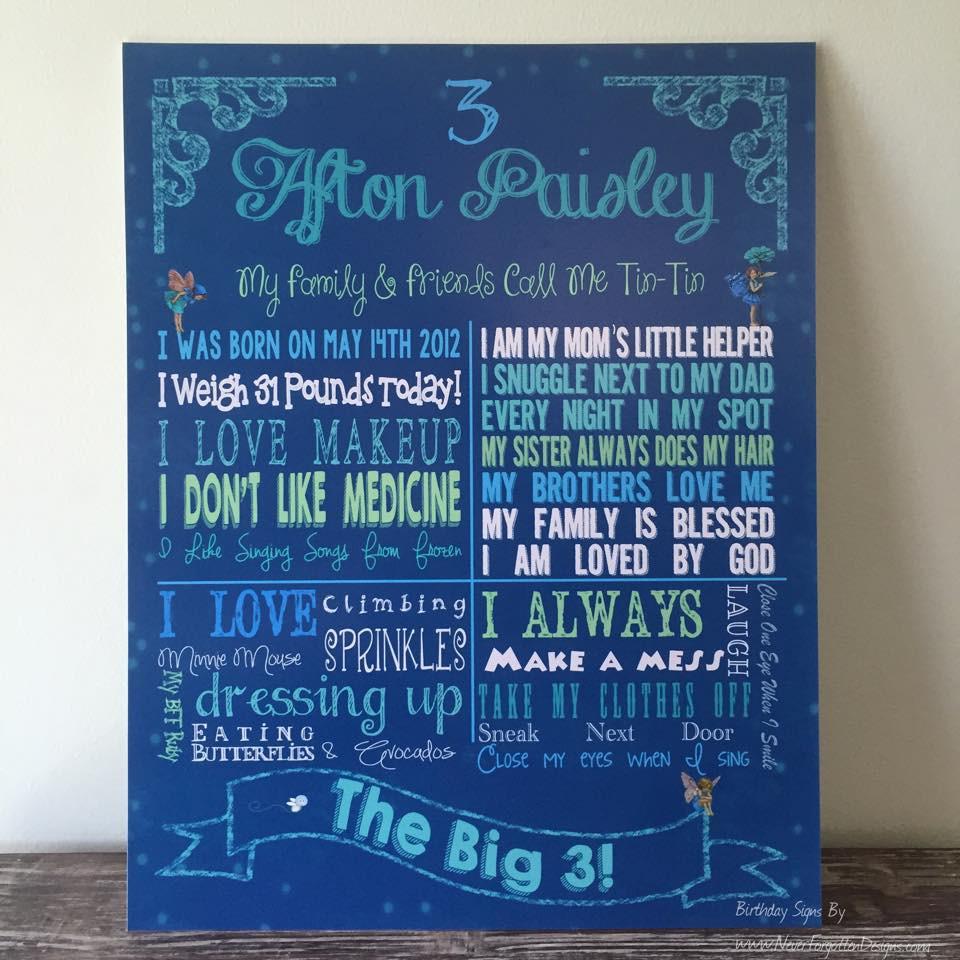 3
Afton Paisley
My Family & Friends Call Me Tin-Tin
I WAS BORN ON MAY 14TH 2012
I Weigh 31 Pounds Today!
I LOVE MAKEUP
I DON'T LIKE MEDICINE
I Like Singing Songs from frozen
I AM MY MOM'S LITTLE HELPER
I SNUGGLE NEXT TO MY DAD
EVERY NIGHT IN MY SPOT
MY SISTER ALWAYS DOES MY HAIR
MY BROTHERS LOVE ME
MY FAMILY IS BLESSED
I AM LOVED BY GOD
I LOVE Climbing
Minnie Mouse SPRINKLES
My BFF Ruby
dressing up
EATING
BUTTERFLIES & Avocados
I ALWAYS
LAUGH
Close One Eye When I Smile
MAKE A MESS
TAKE MY CLOTHES OFF
Sneak Next Door
Close my eyes when I sing
The Big 3!
Birthday Signs By
www.NeverForgottenDesigns.com